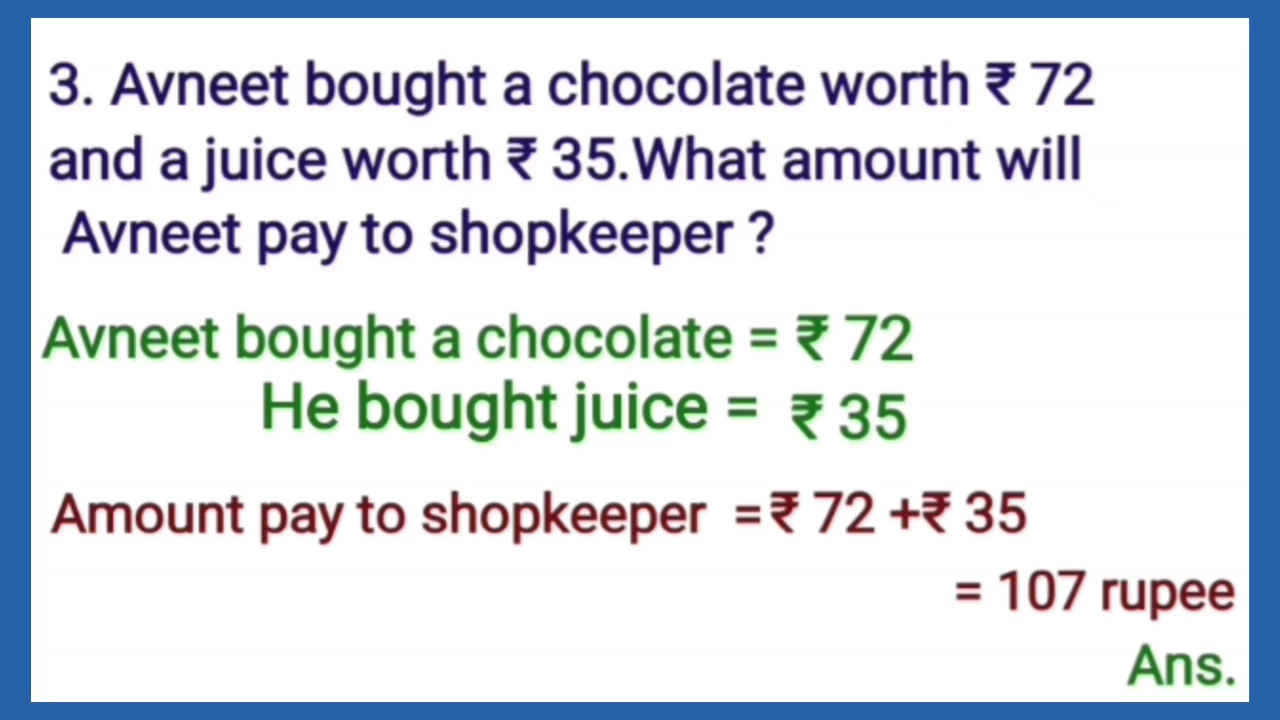 3. Avneet bought a chocolate worth ₹ 72
and a juice worth ₹ 35.What amount will
Avneet pay to shopkeeper ?
Avneet bought a chocolate = ₹ 72
He bought juice = ₹ 35
Amount pay to shopkeeper =₹ 72 +₹ 35
= 107 rupee
Ans.